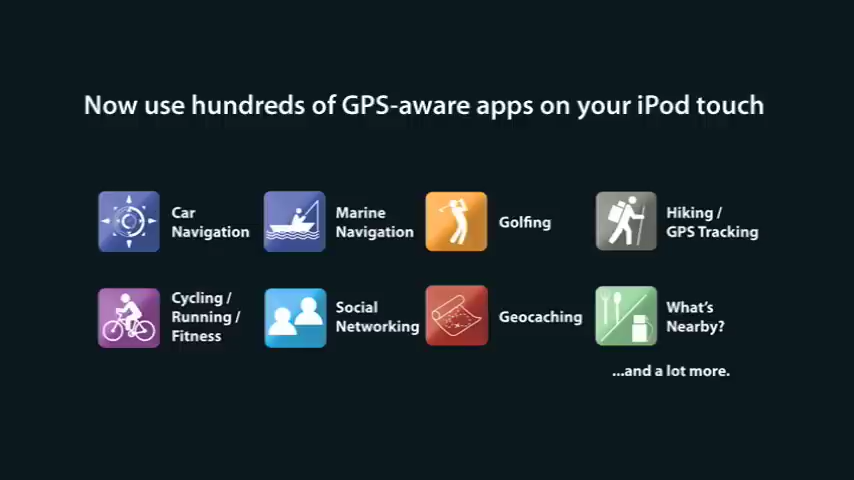 Now use hundreds of GPS-aware apps on your iPod touch
Car
Navigation
Marine
Navigation
Golfing
Hiking /
GPS Tracking
Cycling /
Running /
Fitness
Social
Networking
Geocaching
What's
Nearby?
...and a lot more.